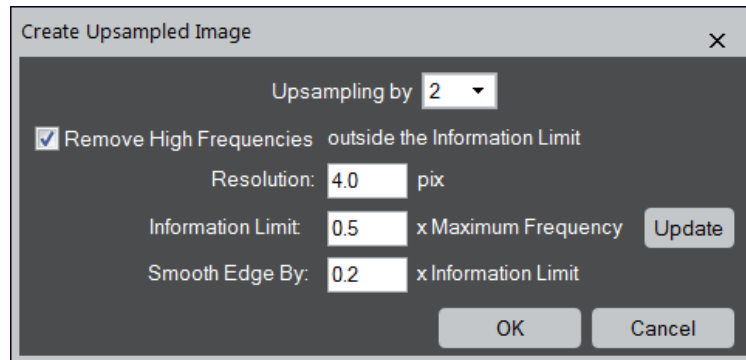 Create Upsampled Image
Upsampling by 2
Remove High Frequencies outside the Information Limit
Resolution: 4.0 pix
Information Limit: 0.5 x Maximum Frequency Update
Smooth Edge By: 0.2 x Information Limit
OK Cancel